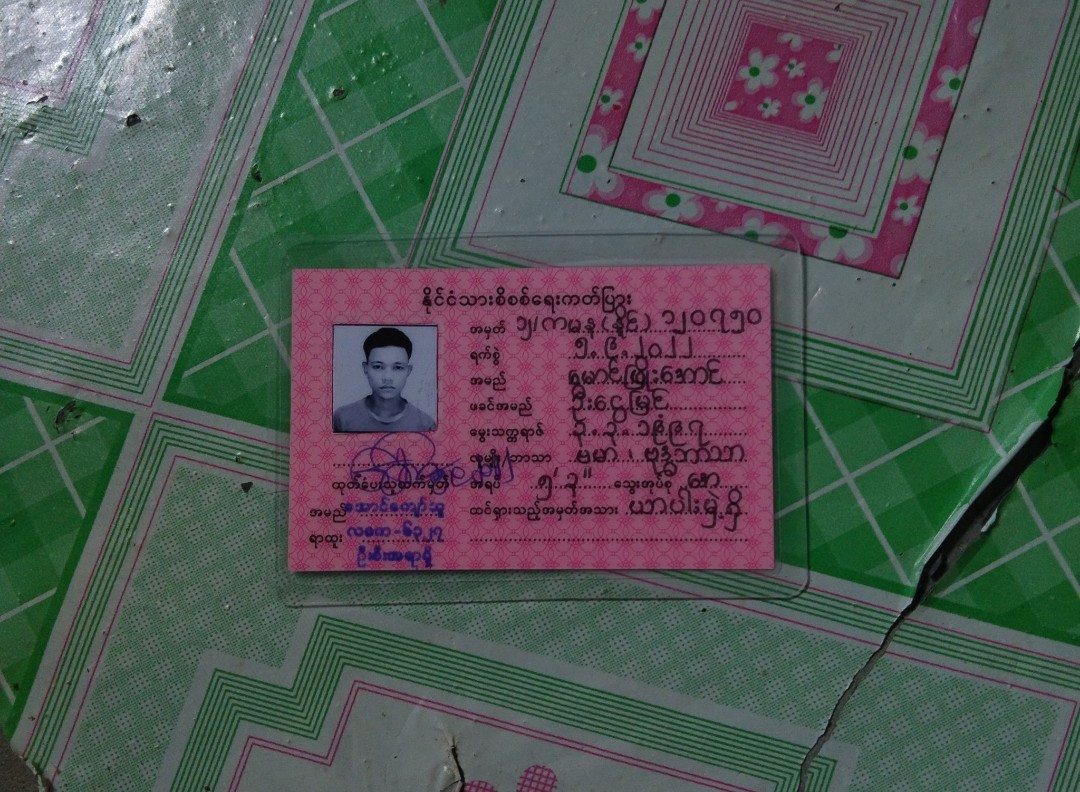 နိုင်ငံသားစိစစ်ရေးကတ်ပြား
အမှတ် ၅/ကမန(နိုင်) ၁၂၀၇၅၀
ရက်စွဲ ၅.၉.၂၀၂၂
အမည် မောင်ဖြိုးအောင်
ဖခင်အမည် ဦးငွေမြင့်
မွေးသက္ကရာဇ် ၃.၃.၁၉၉၇
လူမျိုး/ဘာသာ ဗမာ ၊ ဗုဒ္ဓဘာသာ
အရပ် ၅' ၃" သွေးအုပ်စု
ထင်ရှားသည့်အမှတ်အသား ယာပါးမှဲ့ရှိ
ထုတ်ပေးသူလက်မှတ်
အမည် အောင်ကျော်သူ
ရာထူး လဝက-၆၃၂၇
ဦးစီးအရာရှိ